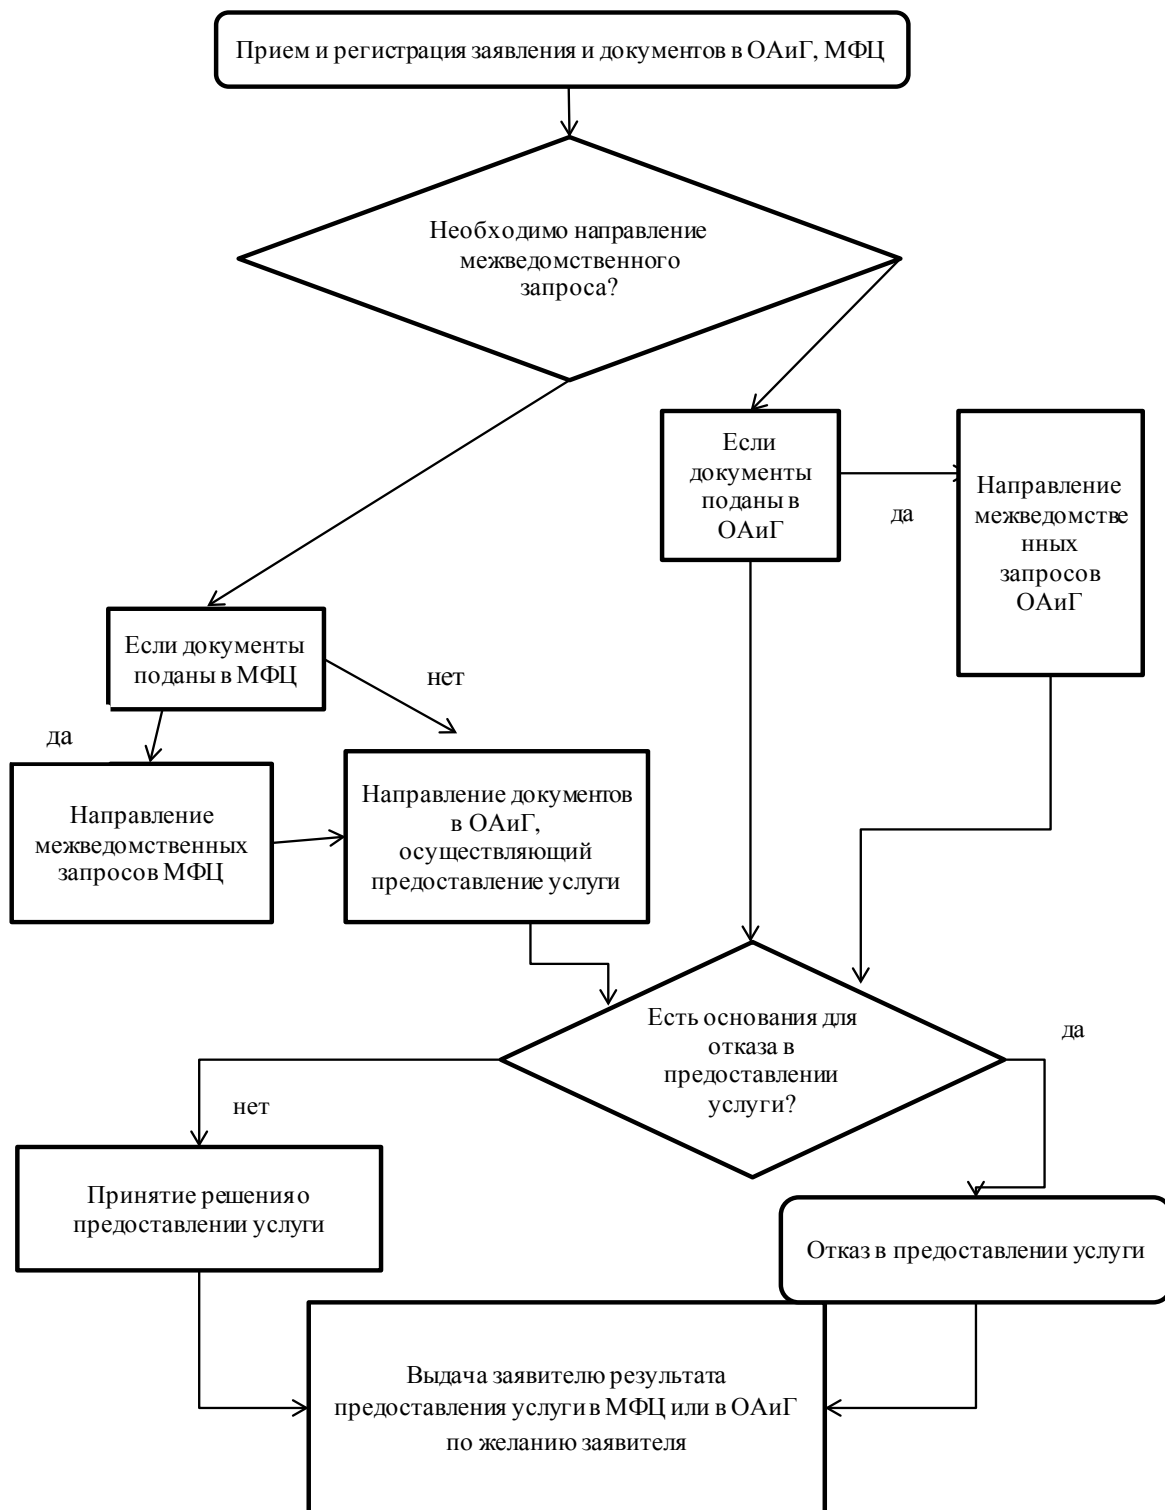 Прием и регистрация заявления и документов в ОАиГ, МФЦ
Необходимо направление
межведомственного
запроса?
Если
документы
поданы в
ОАиГ
да
Направление
межведомстве
нных
запросов
ОАиГ
Если документы
поданы в МФЦ
нет
да
Направление
межведомственных
запросов МФЦ
Направление документов
в ОАиГ,
осуществляющий
предоставление услуги
Есть основания для
отказа в
предоставлении
услуги?
да
нет
Принятие решения о
предоставлении услуги
Отказ в предоставлении услуги
Выдача заявителю результата
предоставления услуги в МФЦ или в ОАиГ
по желанию заявителя